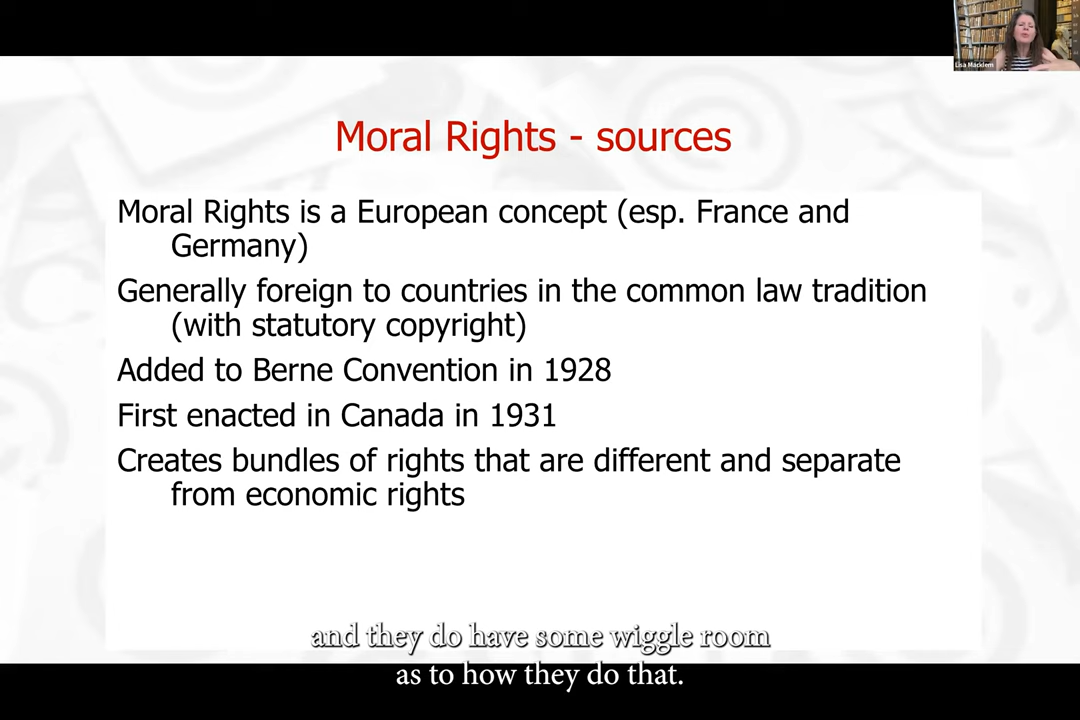 Lisa Macklem
Moral Rights - sources
Moral Rights is a European concept (esp. France and
Germany)
Generally foreign to countries in the common law tradition
(with statutory copyright)
Added to Berne Convention in 1928
First enacted in Canada in 1931
Creates bundles of rights that are different and separate
from economic rights
and they do have some wiggle room
as to how they do that.